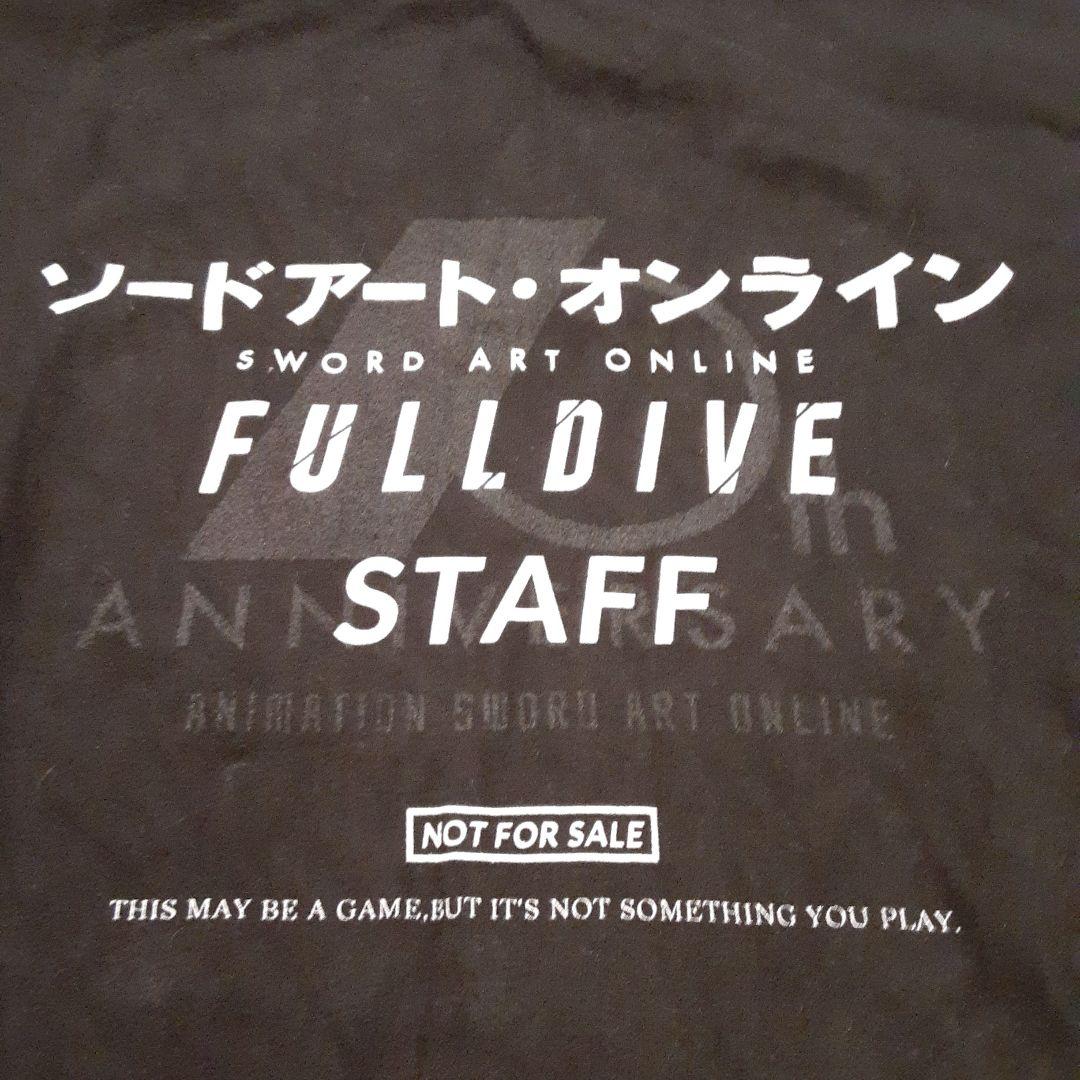 ソードアート・オンライン
SWORD ART ONLINE
FULLDIVE
10th
STAFF
ANNIVERSARY
ANIMATION SWORD ART ONLINE
NOT FOR SALE
THIS MAY BE A GAME,BUT IT'S NOT SOMETHING YOU PLAY.